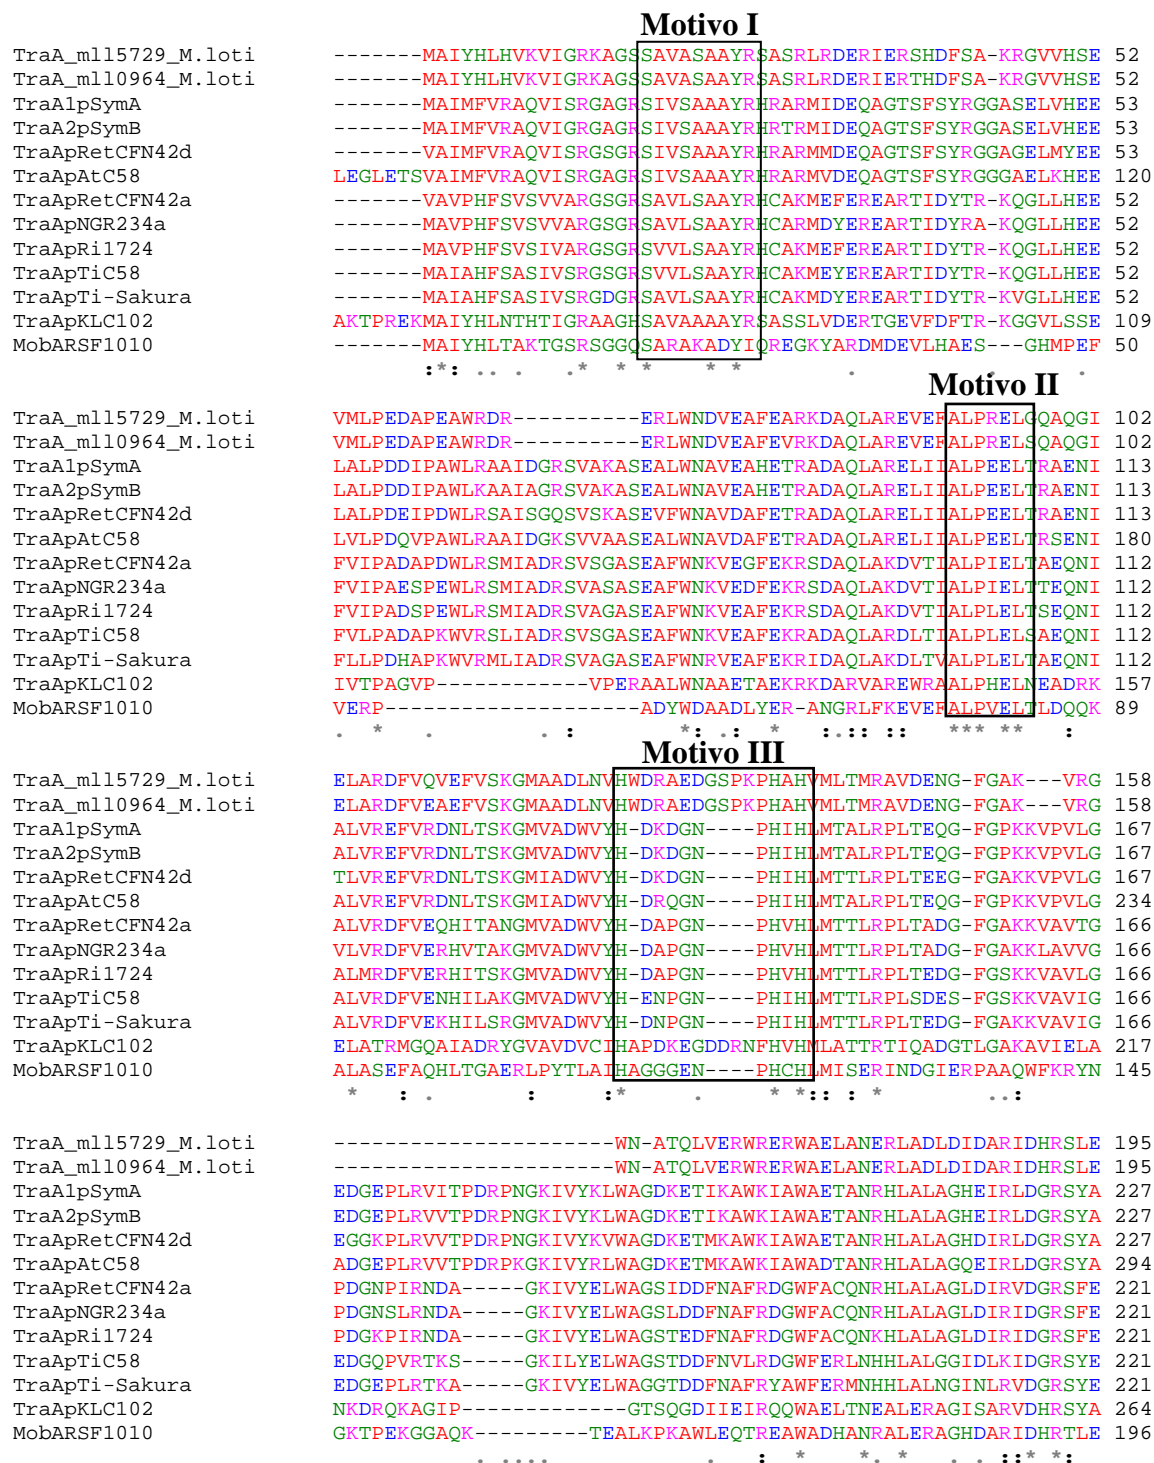 Motivo I
TraA_mll5729_M.loti -------MAIYHLHVKVIGRKAGSSAVASAAYRSASRLRDERIERSHDFSA-KRGVVHSE 52
TraA_mll0964_M.loti -------MAIYHLHVKVIGRKAGSSAVASAAYRSASRLRDERIERTHDFSA-KRGVVHSE 52
TraA1pSymA -------MAIMFVRAQVISRGAGRSIVSAAAYRHRARMIDEQAGTSFSYRGGASELVHEE 53
TraA2pSymB -------MAIMFVRAQVIGRGAGRSIVSAAAYRHRTRMIDEQAGTSFSYRGGASELVHEE 53
TraApRetCFN42d -------VAIMFVRAQVISRGSGRSIVSAAAYRHRARMMDEQAGTSFSYRGGAGELMYEE 53
TraApAtC58 LEGLETSVAIMFVRAQVISRGAGRSIVSAAAYRHRARMVDEQAGTSFSYRGGGAELKHEE 120
TraApRetCFN42a -------VAVPHFSVSVVARGSGRSAVLSAAYRHCAKMEFEREARTIDYTR-KQGLLHEE 52
TraApNGR234a -------MAVPHFSVSVVARGSGRSAVLSAAYRHCARMDYEREARTIDYRA-KQGLLHEE 52
TraApRi1724 -------MAVPHFSVSIVARGSGRSVVLSAAYRHCAKMEFEREARTIDYTR-KQGLLHEE 52
TraApTiC58 -------MAIAHFSASIVSRGSGRSVVLSAAYRHCAKMEYEREARTIDYTR-KQGLLHEE 52
TraApTi-Sakura -------MAIAHFSASIVSRGDGRSAVLSAAYRHCAKMDYEREARTIDYTR-KVGLLHEE 52
TraApKLC102 AKTPREKMAIYHLNTHTIGRAAGHSAVAAAAYRSASSLVDERTGEVFDFTR-KGGVLSSE 109
MobARSF1010 -------MAIYHLTAKTGSRSGGQSARAKADYIQREGKYARDMDEVLHAES---GHMPEF 50
:*: .. . * * * * * . . .
Motivo II
TraA_mll5729_M.loti VMLPEDAPEAWRDR----------ERLWNDVEAFEARKDAQLAREVEFALPRELGQAQGI 102
TraA_mll0964_M.loti VMLPEDAPEAWRDR----------ERLWNDVEAFEVRKDAQLAREVEFALPRELSQAQGI 102
TraA1pSymA LALPDDIPAWLRAAIDGRSVAKASEALWNAVEAHETRADAQLARELIIALPEELTRAENI 113
TraA2pSymB LALPDDIPAWLKAAIAGRSVAKASEALWNAVEAHETRADAQLARELIIALPEELTRAENI 113
TraApRetCFN42d LALPDEIPDWLRSAISGQSVSKASEVFWNAVDAFETRADAQLARELIIALPEELTRAENI 113
TraApAtC58 LVLPDQVPAWLRAAIDGKSVVAASEALWNAVDAFETRADAQLARELIIALPEELTRSENI 180
TraApRetCFN42a FVIPADAPDWLRSMIADRSVSGASEAFWNKVEGFEKRSDAQLAKDVTIALPIELTAEQNI 112
TraApNGR234a FVIPAESPEWLRSMIADRSVASASEAFWNKVEDFEKRSDAQLAKDVTIALPIELTTEQNI 112
TraApRi1724 FVIPADSPEWLRSMIADRSVAGASEAFWNKVEAFEKRSDAQLAKDVTIALPLELTSEQNI 112
TraApTiC58 FVLPADAPKWVRSLIADRSVSGASEAFWNKVEAFEKRADAQLARDLTIALPLELSAEQNI 112
TraApTi-Sakura FLLPDHAPKWVRMLIADRSVAGASEAFWNRVEAFEKRIDAQLAKDLTVALPLELTAEQNI 112
TraApKLC102 IVTPAGVP------------VPERAALWNAAETAEKRKDARVAREWRAALPHELNEADRK 157
MobARSF1010 VERP-----------------ADYWDAADLYER-ANGRLFKEVEFALPVELTLDQQK 89
. * . . : *: .: * :.:: :: *** ** :
Motivo III
TraA_mll5729_M.loti ELARDFVQVEFVSKGMAADLNVHWDRAEDGSPKPHAHVMLTMRAVDENG-FGAK---VRG 158
TraA_mll0964_M.loti ELARDFVEAEFVSKGMAADLNVHWDRAEDGSPKPHAHVMLTMRAVDENG-FGAK---VRG 158
TraA1pSymA ALVREFVRDNLTSKGMVADWVYH-DKDGN----PHIHLMTALRPLTEQG-FGPKKVPVLG 167
TraA2pSymB ALVREFVRDNLTSKGMVADWVYH-DKDGN----PHIHLMTALRPLTEQG-FGPKKVPVLG 167
TraApRetCFN42d TLVREFVRDNLTSKGMIADWVYH-DKDGN----PHIHLMTTLRPLTEEG-FGPKKVPVLG 167
TraApAtC58 ALVREFVRDNLTSKGMVADWVYH-DRQGN----PHIHLMTALRPLTEQG-FGPKKVPVLG 234
TraApRetCFN42a ALVRDFVEQHITANGMVADWVYH-DAPGN----PHVHLMTTLRPLTADG-FGAKKVAVTG 166
TraApNGR234a VLVRDFVERHVTAKGMVADWVYH-DAPGN----PHVHLMTTLRPLTADG-FGAKKLAVVG 166
TraApRi1724 ALMRDFVERHITSKGMVADWVYH-DAPGN----PHVHLMTTLRPLTEDG-FGSKKVAVLG 166
TraApTiC58 ALVRDFVENHILAKGMVADWVYH-ENPGN----PHIHLMTTLRPLSDES-FGSKKVAVIG 166
TraApTi-Sakura ALVRDFVEKHILSRGMVADWVYH-DNPGN----PHIHLMTTLRPLTEDG-FGAKKVAVIG 166
TraApKLC102 ELATRMGQAIADRYGVAVDVCIHAPDKEGDDRNFHVHMLATTRTIQADGTLGAKAVIELA 217
MobARSF1010 ALASEFAQHLTGAERLPYTLAIHAGGGEN----PHCHLMISERINDGIERPAAQWFKRYN 145
* : . : :* * *:: : * ..:
TraA_mll5729_M.loti -----------------------WN-ATQLVERWRERWAELANERLADLDIDARIDHRSLE 195
TraA_mll0964_M.loti -----------------------WN-ATQLVERWRERWAELANERLADLDIDARIDHRSLE 195
TraA1pSymA EDGEPLRVITPDRPNGKIVYKLWAGDKETIKAWKIAWAETANRHLALAGHEIRLDGRSYA 227
TraA2pSymB EDGEPLRVVTPDRPNGKIVYKLWAGDKETIKAWKIAWAETANRHLALAGHEIRLDGRSYA 227
TraApRetCFN42d EGGKPLRVVTPDRPNGKIVYKVWAGDKETMKAWKIAWAETANRHLALAGHDIRLDGRSYA 227
TraApAtC58 ADGEPLRVVTPDRPKGKIVYRLWAGDKETMKAWKIAWADTANRHLALAGQEIRLDGRSYA 294
TraApRetCFN42a PDGNPIRNDA-----GKIVYELWAGSIDDFNAFRDGWFACQNRHLALAGLDIRVDGRSFE 221
TraApNGR234a PDGNSLRNDA-----GKIVYELWAGSLDDFNAFRDGWFACQNRHLALAGLDIRIDGRSFE 221
TraApRi1724 PDGKPIRNDA-----GKIVYELWAGSTEDFNAFRDGWFACQNKHLALAGLDIRIDGRSFE 221
TraApTiC58 EDGQPVRTKS-----GKILYELWAGSTDDFNVLRDGWFERLNHHLALGGIDLKIDGRSYE 221
TraApTi-Sakura EDGEPLRTKA-----GKIVYELWAGGTDDFNAFRYAWFERMNHHLALNGINLRVDGRSYE 221
TraApKLC102 NKDRQKAGIP--------------GTSQGDIIEIRQQWAELTNEALERAGISARVDHRSYA 264
MobARSF1010 GKTPEKGGAQK---------TEALKPKAWLEQTREAWADHANRALERAGHDARIDHRTLE 196
. .... . : * *. * . .::* *: